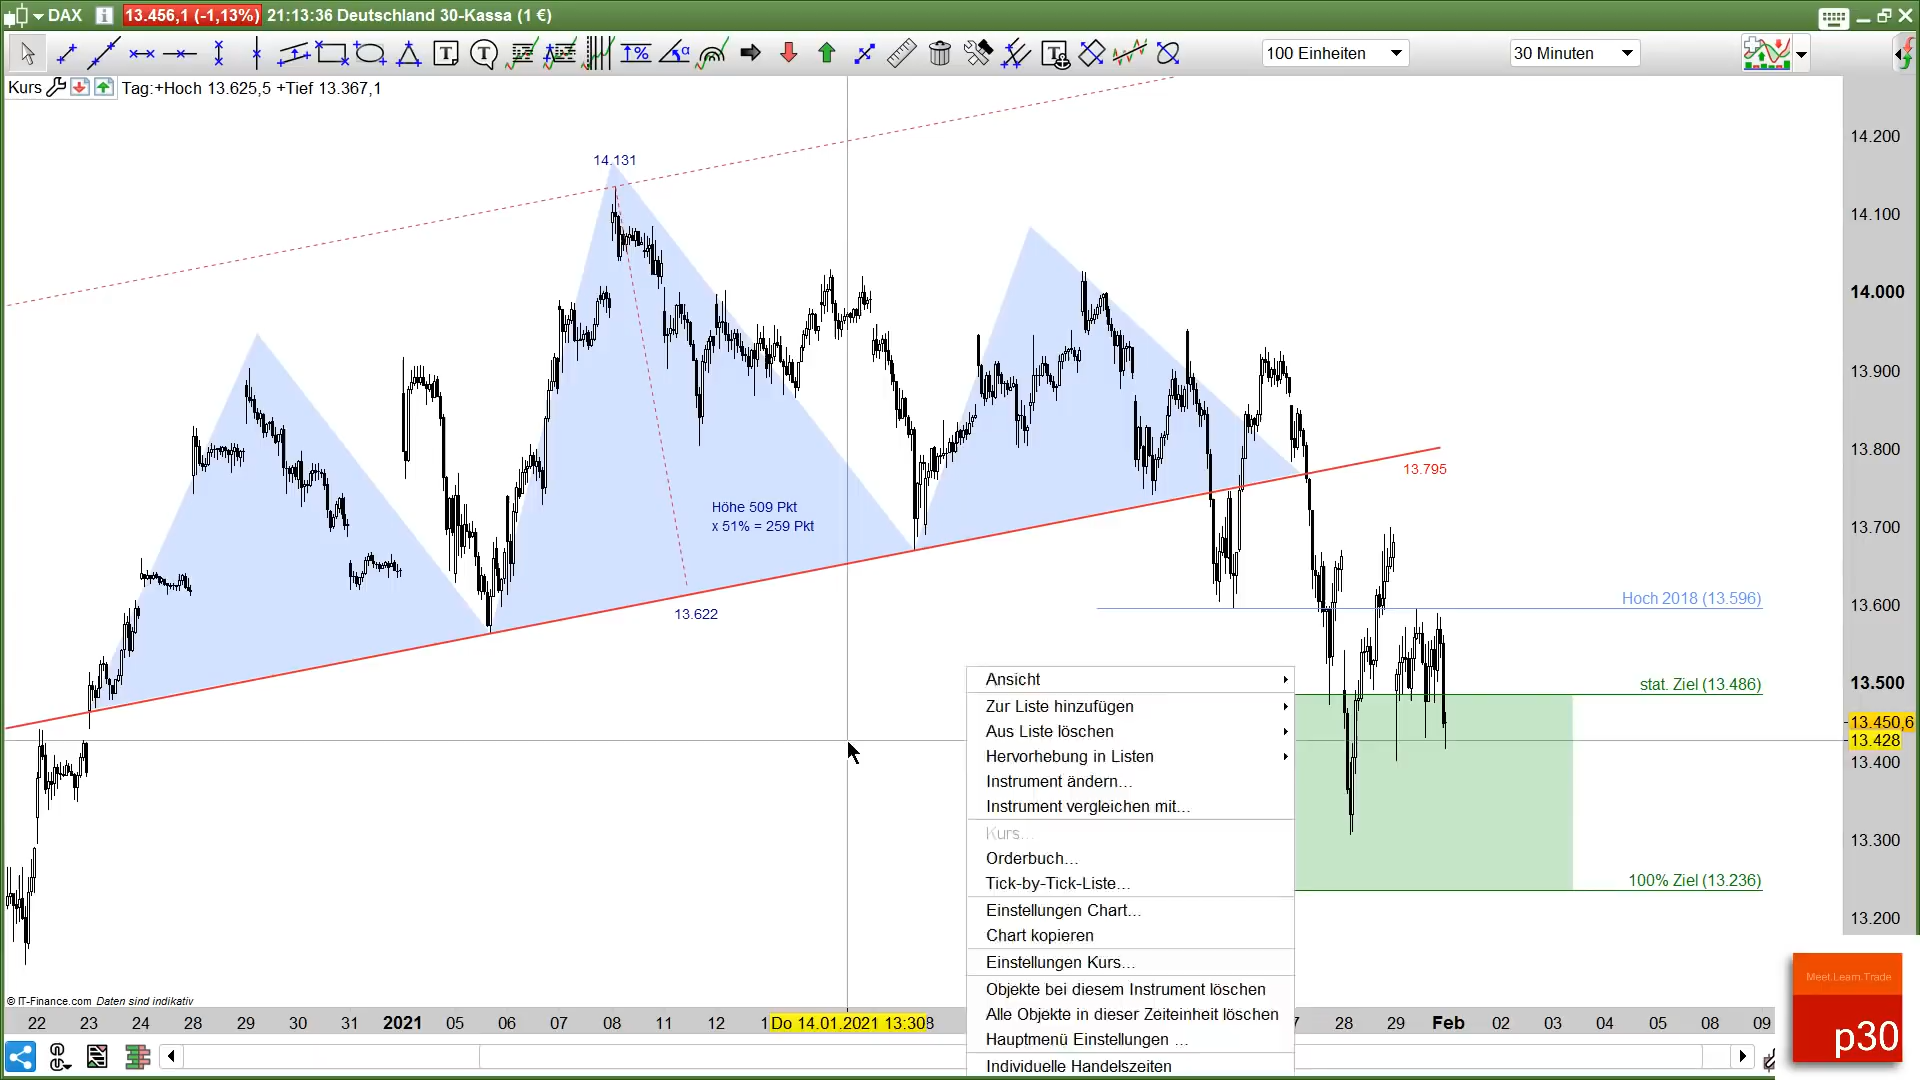 DAX 13.456,1 (-1,13%) 21:13:36 Deutschland 30-Kassa (1 €)
100 Einheiten 30 Minuten
Kurs Tag:+Hoch 13.625,5 +Tief 13.367,1
14.200
14.131
14.100
14.000
13.900
13.800
13.795
Höhe 509 Pkt
x 51% = 259 Pkt
13.700
13.622
13.600
Hoch 2018 (13.596)
13.500
stat. Ziel (13.486)
13.450,6
13.428
13.400
13.300
100% Ziel (13.236)
13.200
Ansicht
Zur Liste hinzufügen
Aus Liste löschen
Hervorhebung in Listen
Instrument ändern...
Instrument vergleichen mit...
Kurs...
Orderbuch...
Tick-by-Tick-Liste...
Einstellungen Chart...
Chart kopieren
Einstellungen Kurs...
Objekte bei diesem Instrument löschen
Alle Objekte in dieser Zeiteinheit löschen
Hauptmenü Einstellungen ...
Individuelle Handelszeiten
© IT-Finance.com Daten sind indikativ
22 23 24 28 29 30 31 2021 05 06 07 08 11 12 1 Do 14.01.2021 13:30 8 7 28 29 Feb 02 03 04 05 08 09
Meet.Learn.Trade
p30